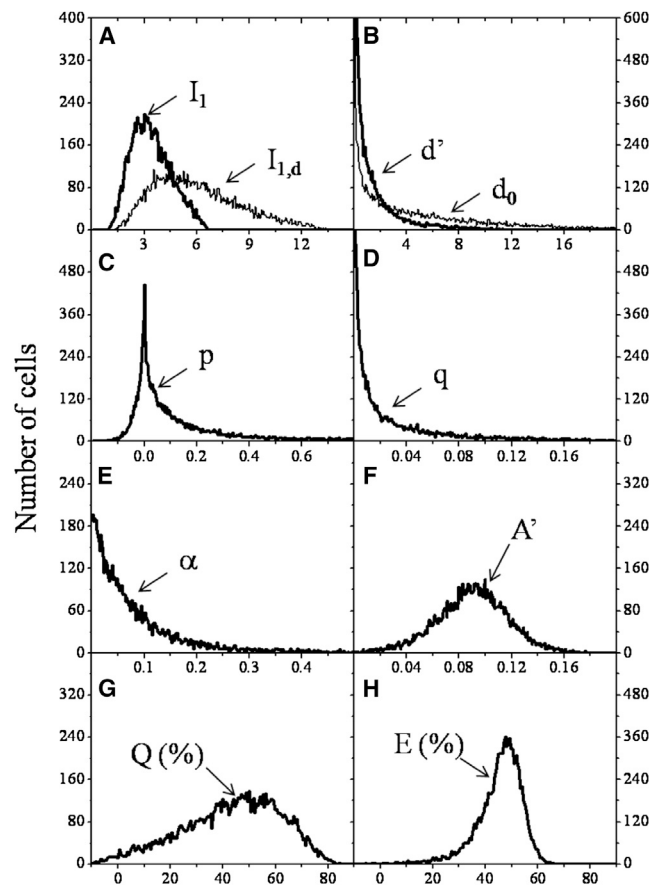 Number of cells
A
400
320
240
160
80
0
I1
I1,d
3 6 9 12
B
600
480
360
240
120
0
d'
d0
4 8 12 16
C
480
360
240
120
0
p
0.0 0.2 0.4 0.6
D
480
360
240
120
0
q
0.04 0.08 0.12 0.16
E
240
180
120
60
0
α
0.1 0.2 0.3 0.4
F
320
240
160
80
0
A'
0.04 0.08 0.12 0.16
G
320
240
160
80
0
Q (%)
0 20 40 60 80
H
480
360
240
120
0
E (%)
0 20 40 60 80